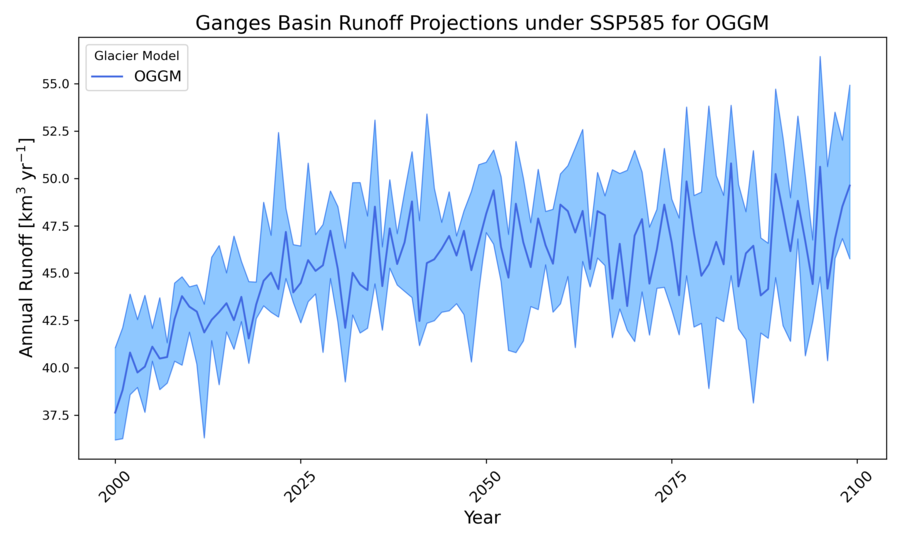 Ganges Basin Runoff Projections under SSP585 for OGGM
Glacier Model
OGGM
55.0
52.5
50.0
47.5
45.0
42.5
40.0
37.5
Annual Runoff [km³ yr⁻¹]
2000
2025
2050
2075
2100
Year